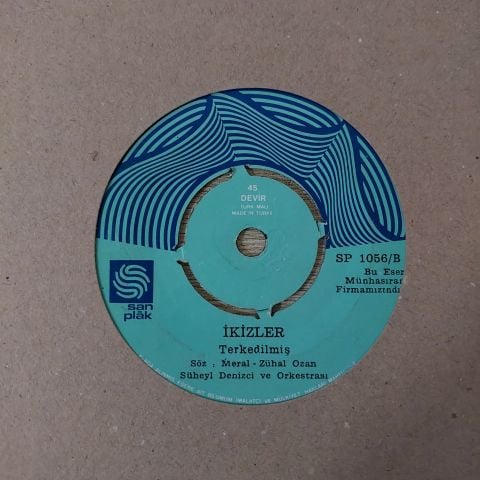 45
DEVİR
TÜRK MALI
MADE IN TURKEY
SP 1056/B
Bu Eser
Münhasıran
Firmamızındı
san
plâk
İKİZLER
Terkedilmiş
Söz : Meral - Zühal Ozan
Süheyl Denizci ve Orkestrası